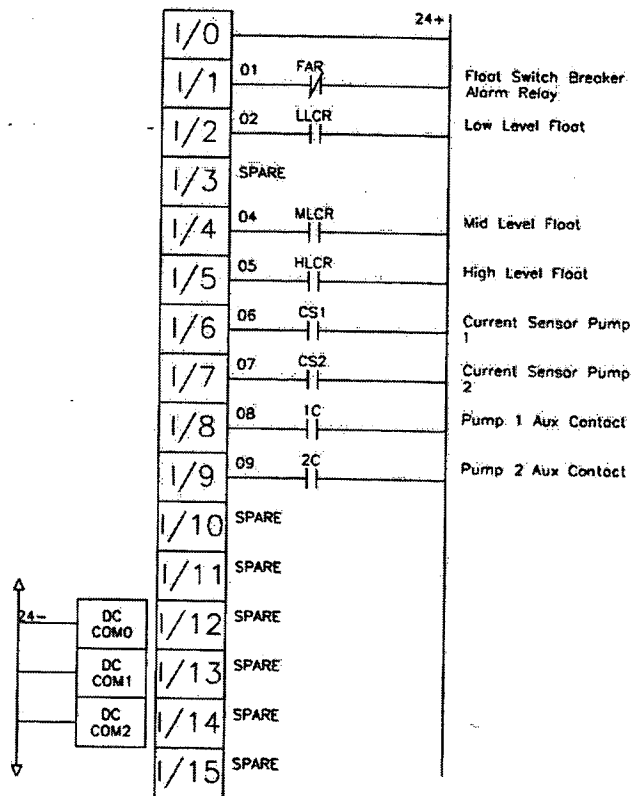 24+
I/0
I/1 01 FAR Float Switch Breaker
Alarm Relay
I/2 02 LLCR Low Level Float
I/3 SPARE
I/4 04 MLCR Mid Level Float
I/5 05 HLCR High Level Float
I/6 06 CS1 Current Sensor Pump
1
I/7 07 CS2 Current Sensor Pump
2
I/8 08 1C Pump 1 Aux Contact
I/9 09 2C Pump 2 Aux Contact
I/10 SPARE
I/11 SPARE
24- DC
COM0 I/12 SPARE
DC
COM1 I/13 SPARE
DC
COM2 I/14 SPARE
I/15 SPARE